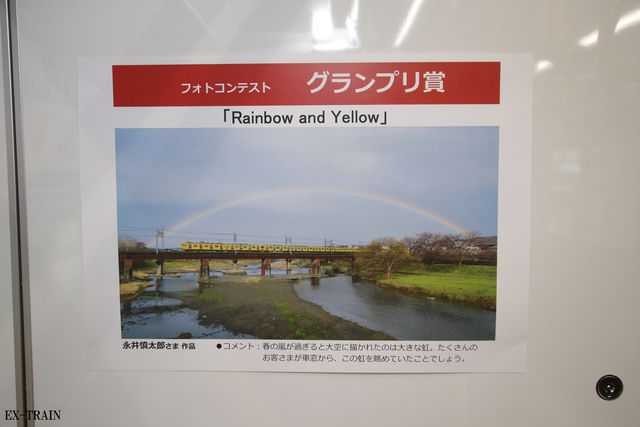 フォトコンテスト グランプリ賞
「Rainbow and Yellow」
永井慎太郎さま 作品
●コメント：春の嵐が過ぎると大空に描かれたのは大きな虹。たくさんの
お客さまが車窓から、この虹を眺めていたことでしょう。
EX-TRAIN